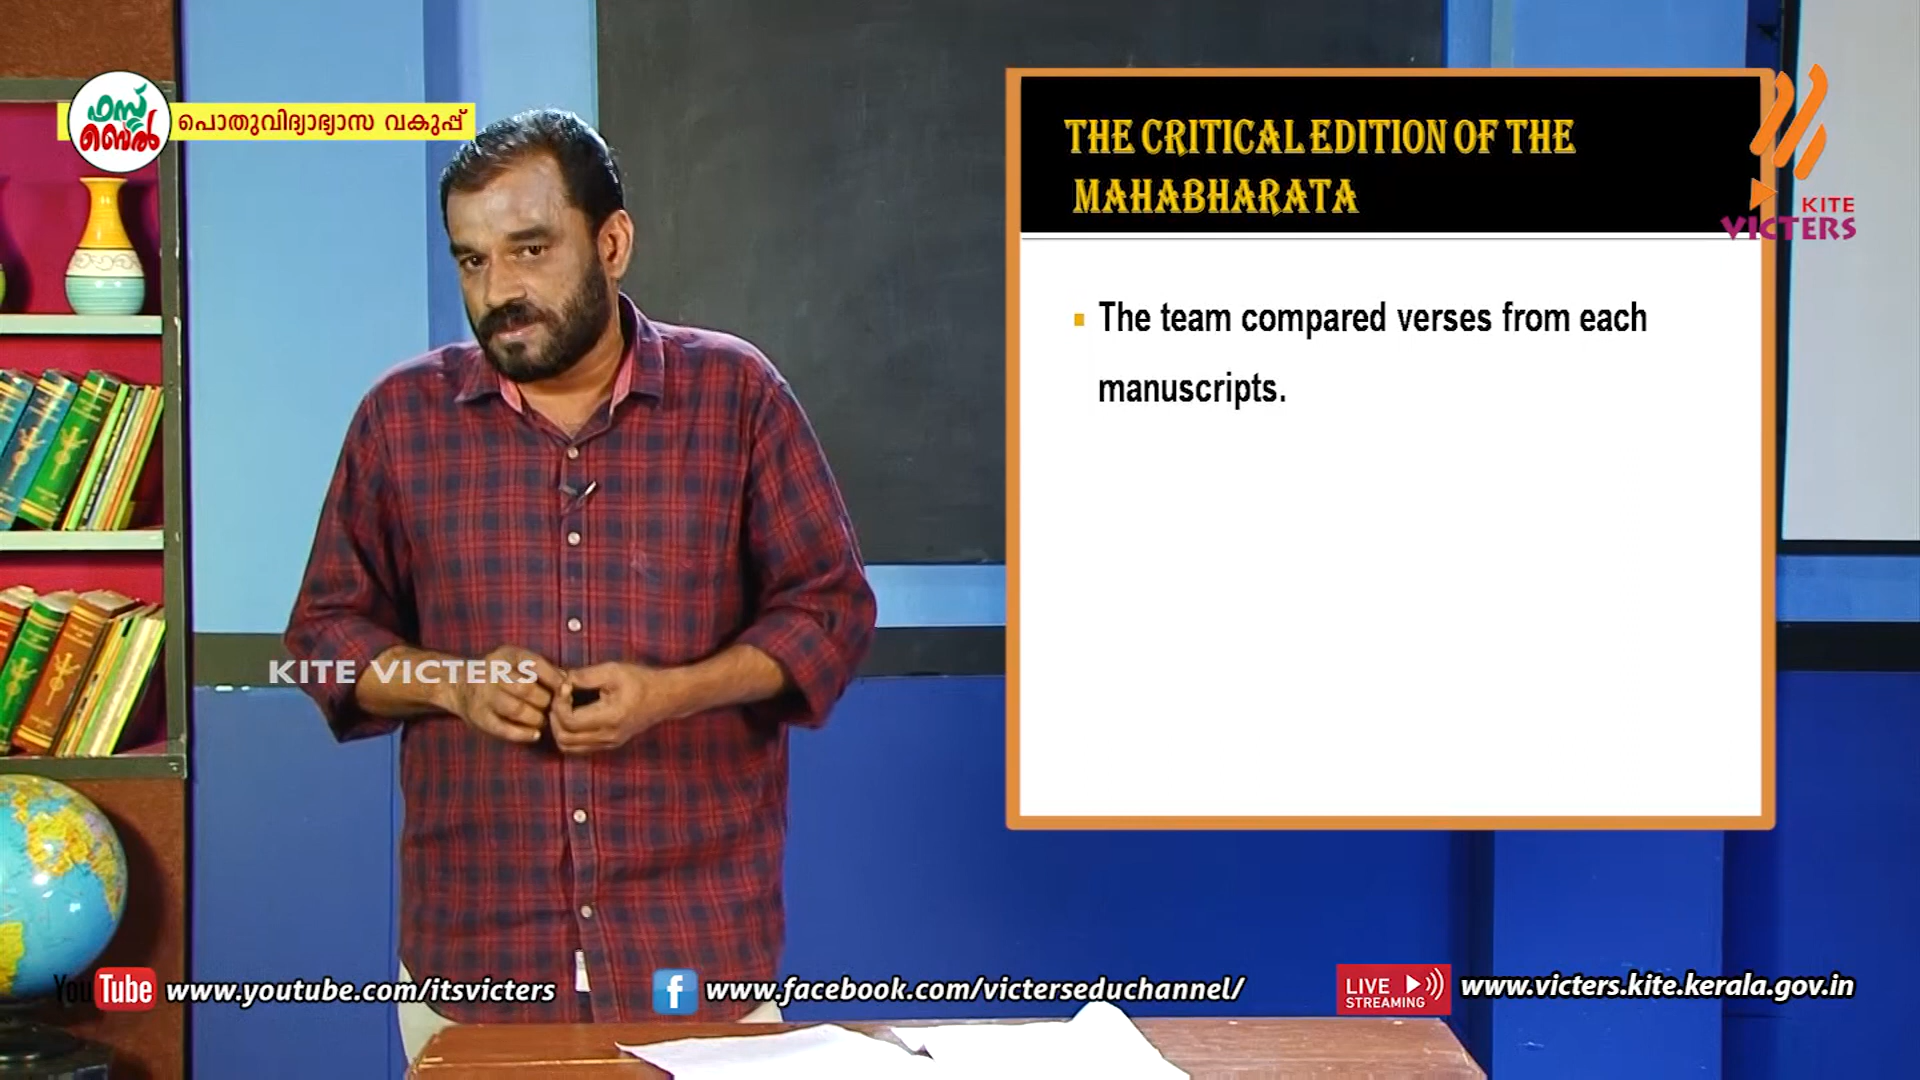 ഫസ്റ്റ്
ബെൽ
പൊതുവിദ്യാഭ്യാസ വകുപ്പ്
THE CRITICAL EDITION OF THE
MAHABHARATA
KITE
VICTERS
The team compared verses from each
manuscripts.
KITE VICTERS
YouTube www.youtube.com/itsvicters
f www.facebook.com/victerseduchannel/
LIVE
STREAMING
www.victers.kite.kerala.gov.in